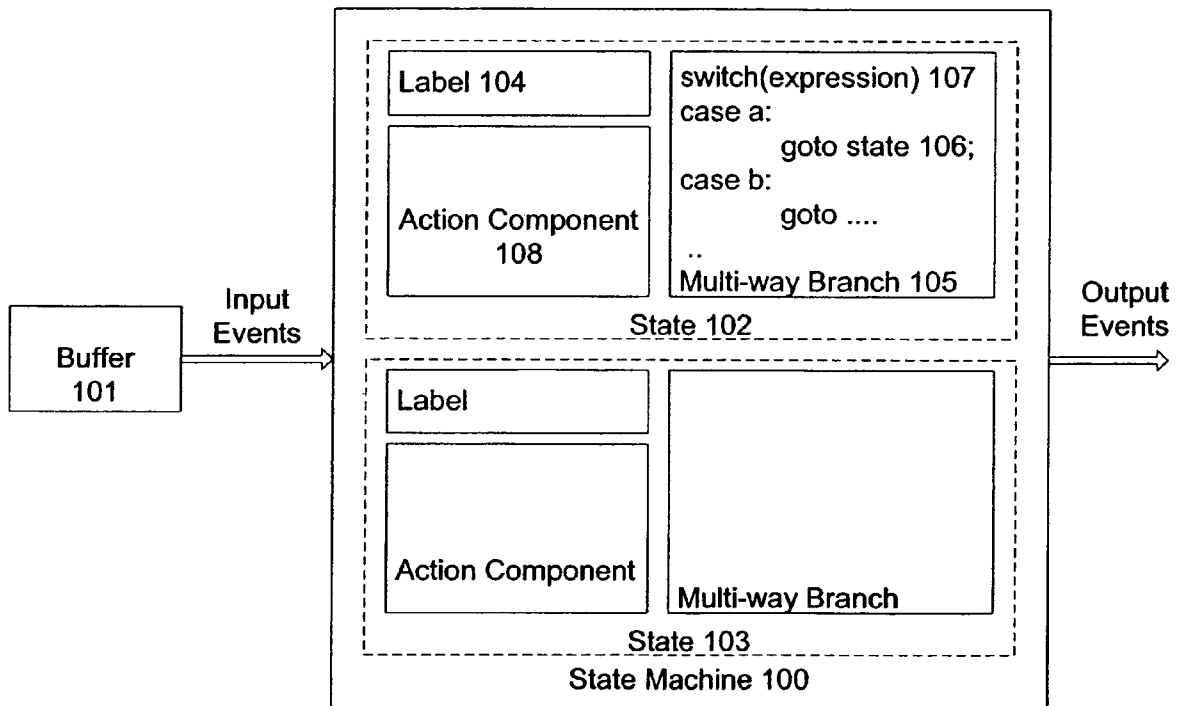 Buffer
101
Input
Events
Label 104
Action Component
108
switch(expression) 107
case a:
goto state 106;
case b:
goto ....
..
Multi-way Branch 105
State 102
Label
Action Component
Multi-way Branch
State 103
State Machine 100
Output
Events